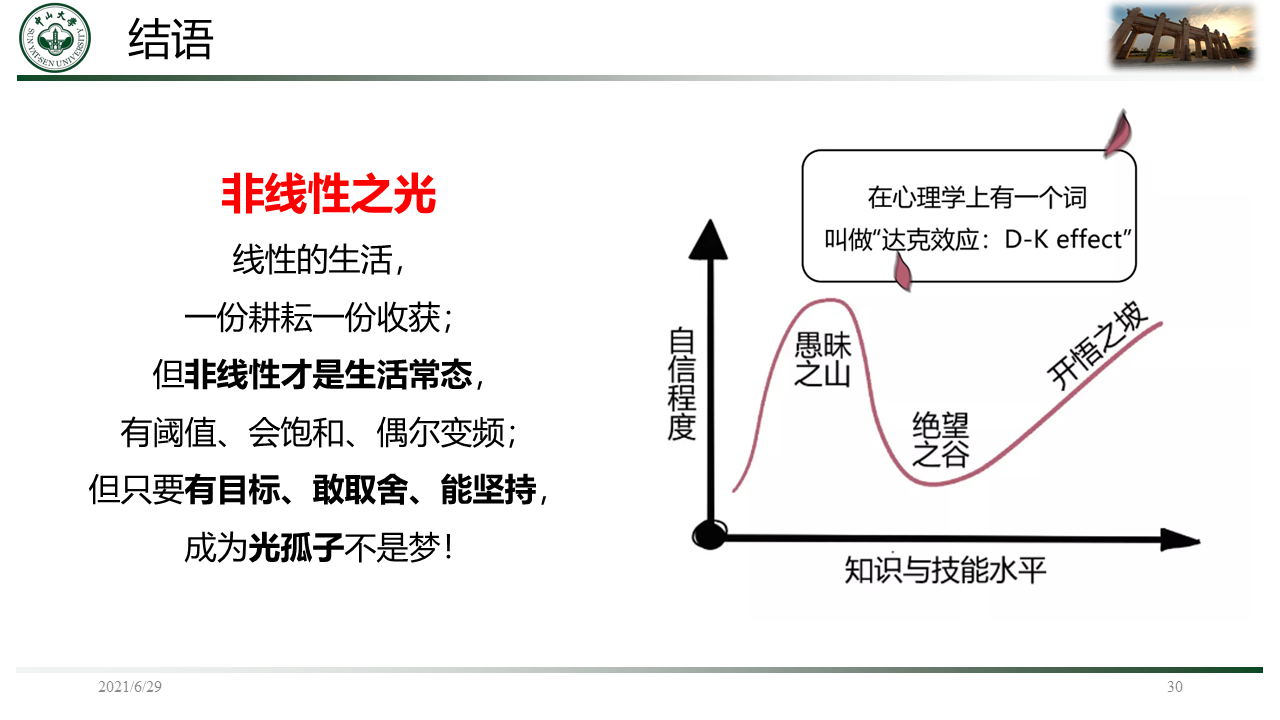 中山大学
SUN YAT-SEN UNIVERSITY
结语
非线性之光
线性的生活，
一份耕耘一份收获；
但非线性才是生活常态，
有阈值、会饱和、偶尔变频；
但只要有目标、敢取舍、能坚持，
成为光孤子不是梦！
在心理学上有一个词
叫做“达克效应：D-K effect”
自信程度
愚昧
之山
绝望
之谷
开悟之坡
知识与技能水平
2021/6/29
30